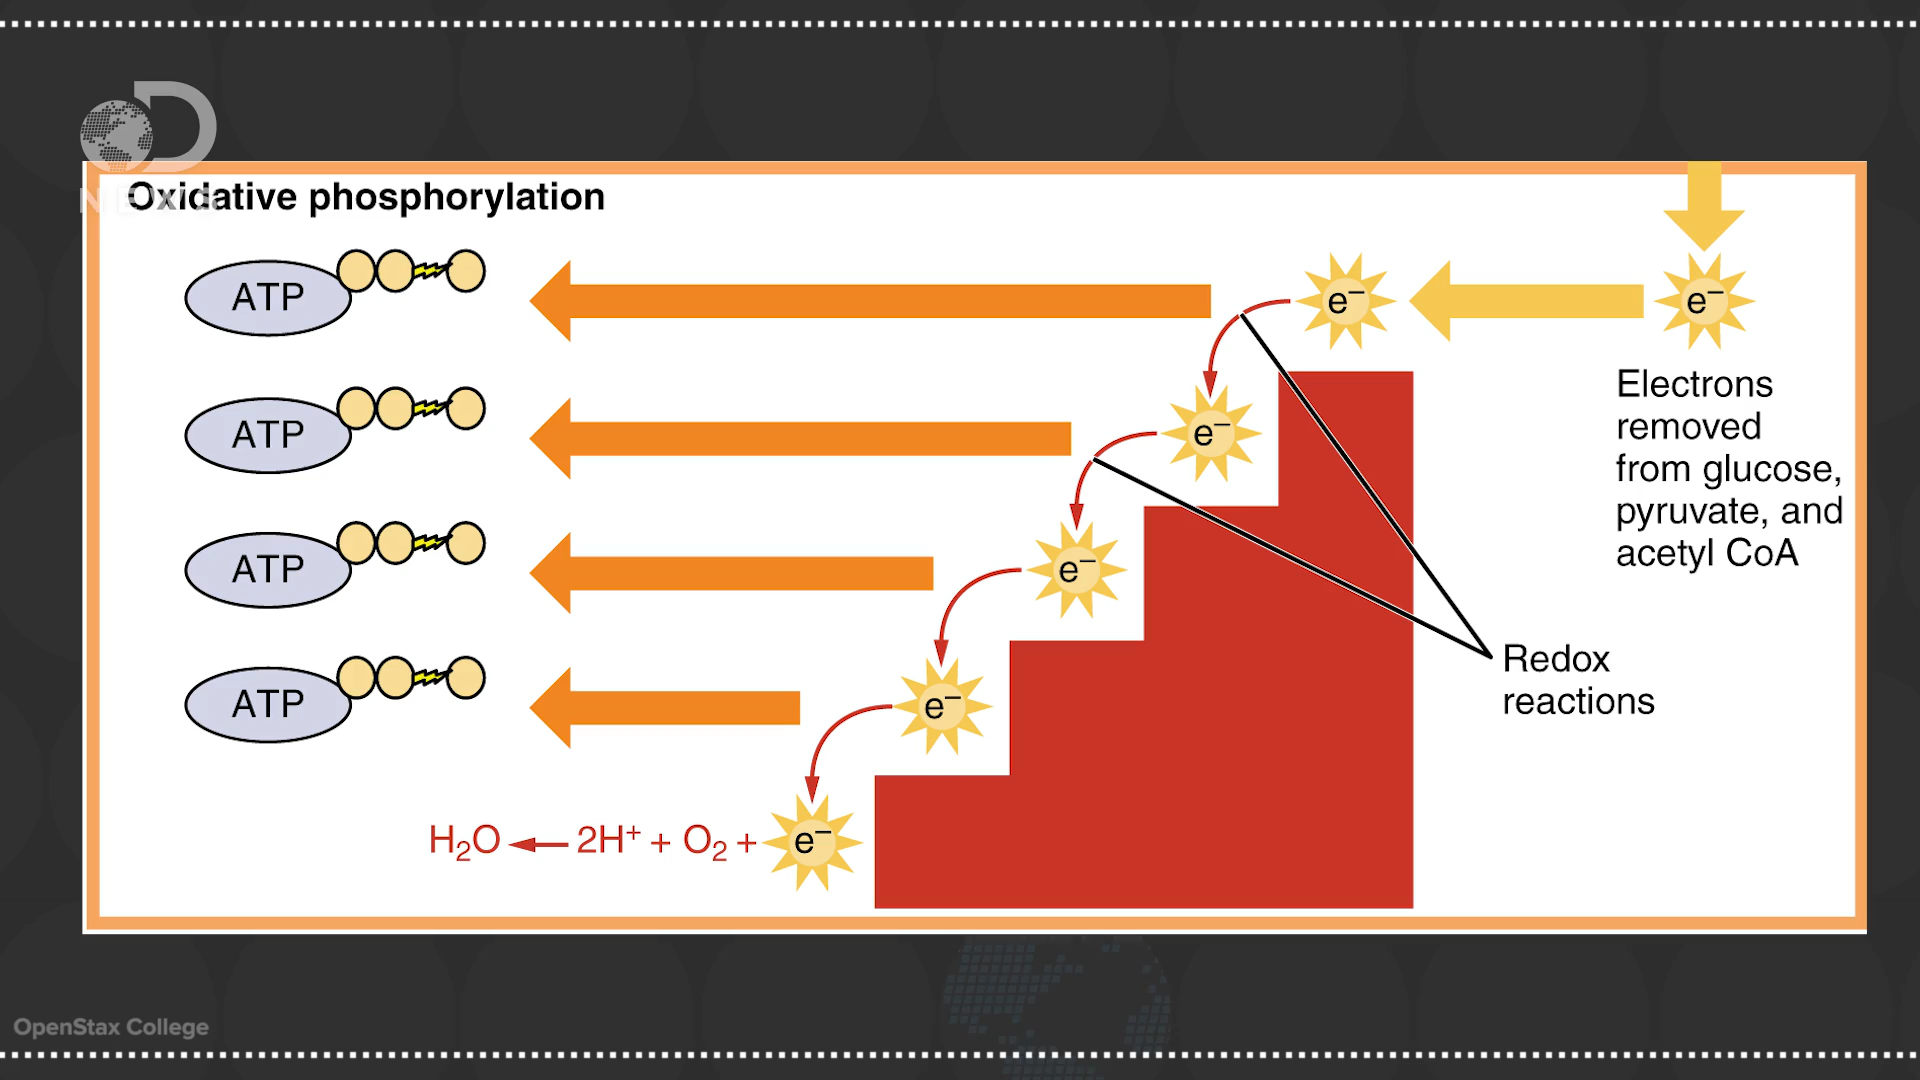 NEWS
Oxidative phosphorylation
ATP
e⁻
e⁻
Electrons
removed
from glucose,
pyruvate, and
acetyl CoA
ATP
e⁻
ATP
e⁻
Redox
reactions
ATP
e⁻
H₂O ← 2H⁺ + O₂ + e⁻
OpenStax College